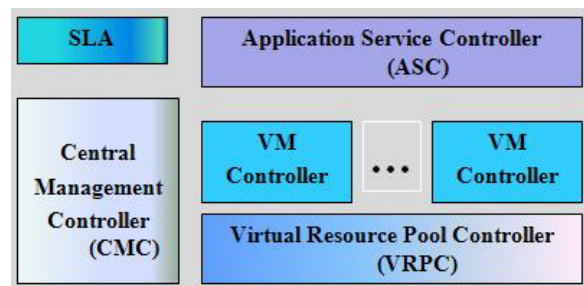 SLA
Application Service Controller
(ASC)
Central
Management
Controller
(CMC)
VM
Controller
...
VM
Controller
Virtual Resource Pool Controller
(VRPC)